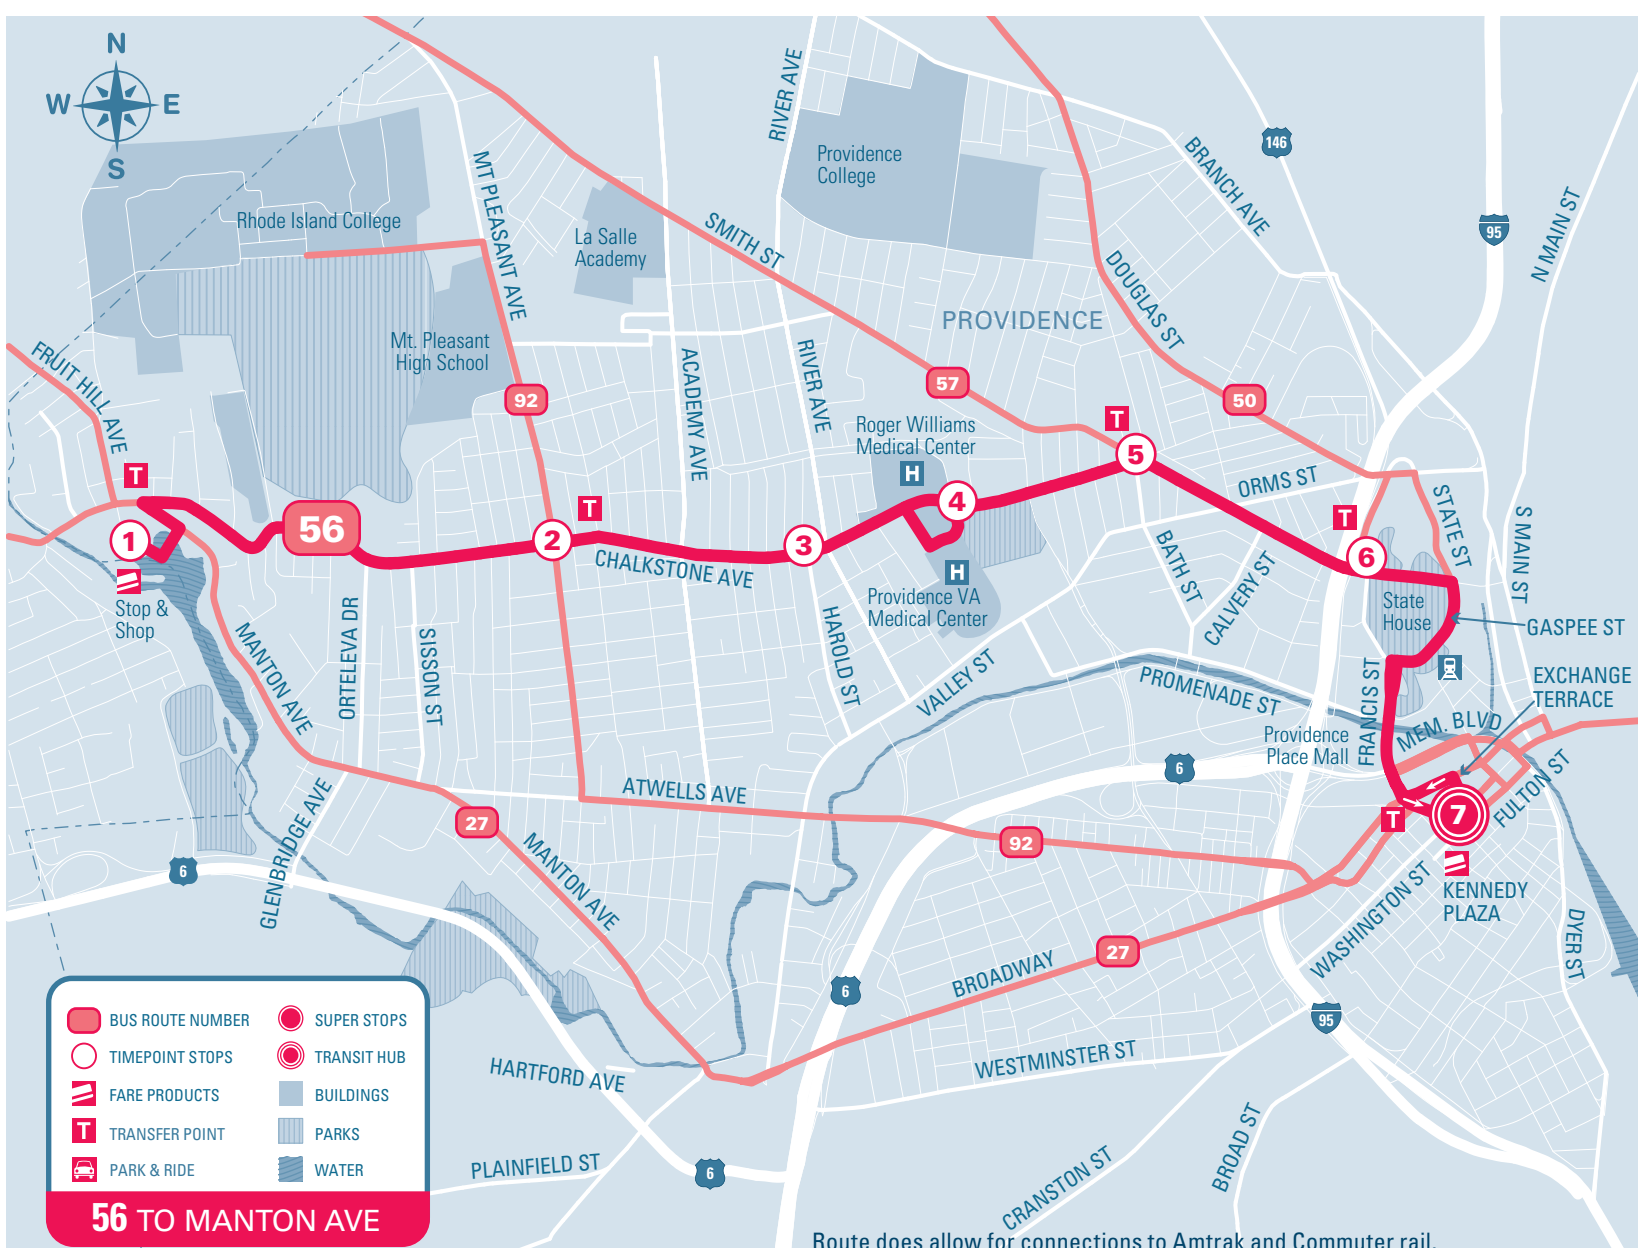 N
W
E
S
RIVER AVE
146
Providence
College
BRANCH AVE
MT PLEASANT AVE
Rhode Island College
La Salle
Academy
SMITH ST
95
N MAIN ST
DOUGLAS ST
PROVIDENCE
Mt. Pleasant
High School
FRUIT HILL AVE
ACADEMY AVE
RIVER AVE
57
92
50
T
Roger Williams
Medical Center
H
5
T
ORMS ST
STATE ST
S MAIN ST
T
4
T
56
1
2
3
6
CHALKSTONE AVE
BATH ST
CALVERY ST
H
Providence VA
Medical Center
State
House
GASPEE ST
Stop &
Shop
ORTELEVA DR
SISSON ST
MANTON AVE
HAROLD ST
VALLEY ST
PROMENADE ST
FRANCIS ST
EXCHANGE
TERRACE
MEM. BLVD
Providence
Place Mall
6
ATWELLS AVE
7
T
FULTON ST
27
92
MANTON AVE
GLENBRIDGE AVE
6
KENNEDY
PLAZA
WASHINGTON ST
DYER ST
27
BROADWAY
6
95
WESTMINSTER ST
HARTFORD AVE
PLAINFIELD ST
6
BROAD ST
CRANSTON ST
BUS ROUTE NUMBER
SUPER STOPS
TIMEPOINT STOPS
TRANSIT HUB
FARE PRODUCTS
BUILDINGS
T
TRANSFER POINT
PARKS
PARK & RIDE
WATER
56 TO MANTON AVE
Route does allow for connections to Amtrak and Commuter rail.